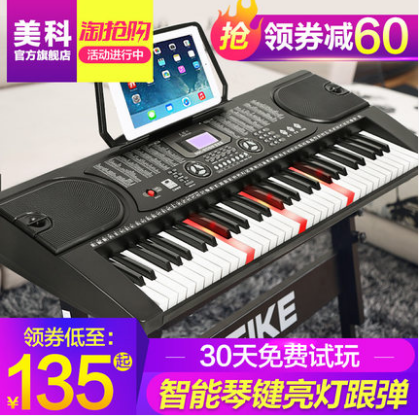 美科
官方旗舰店
淘抢购
活动进行中
抢 领券减60
EIKE
领券低至:
¥135起
30天免费试玩
智能琴键亮灯跟弹